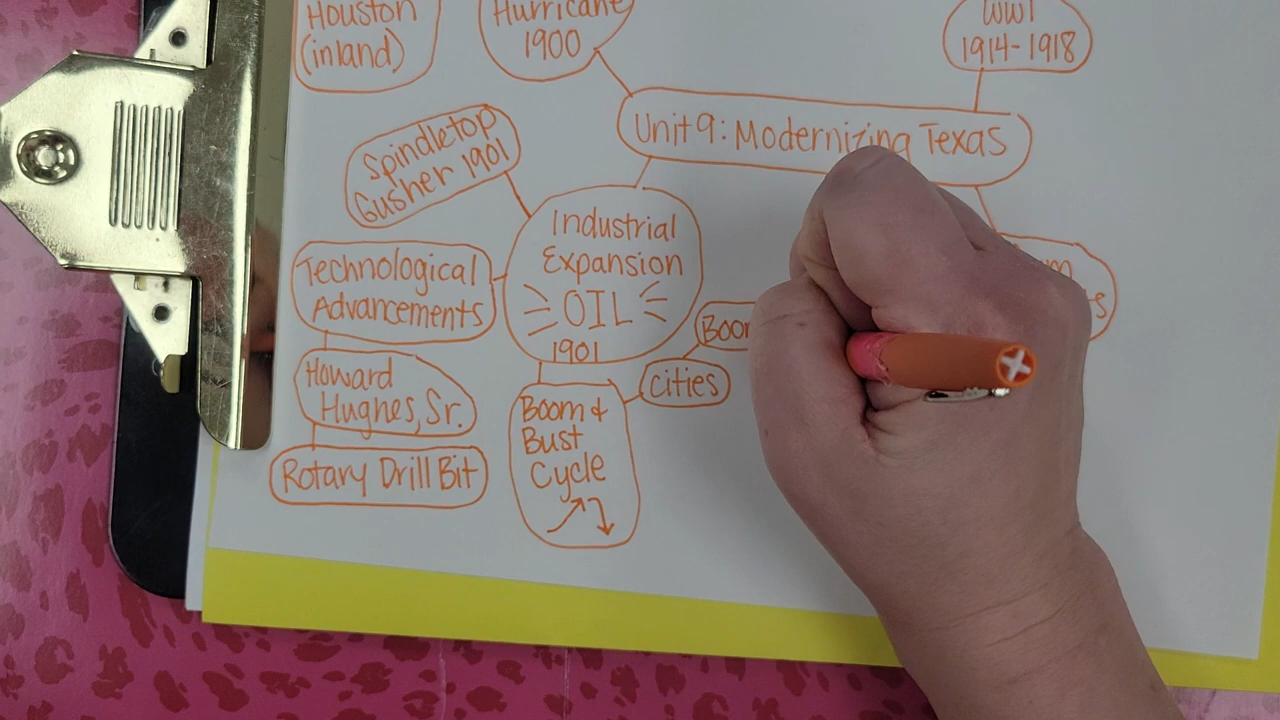 Houston
(inland)
Hurricane
1900
WWI
1914-1918
Unit 9: Modernizing Texas
Spindletop
Gusher 1901
Industrial
Expansion
OIL
1901
Technological
Advancements
Howard
Hughes, Sr.
Rotary Drill Bit
Boom &
Bust
Cycle
cities